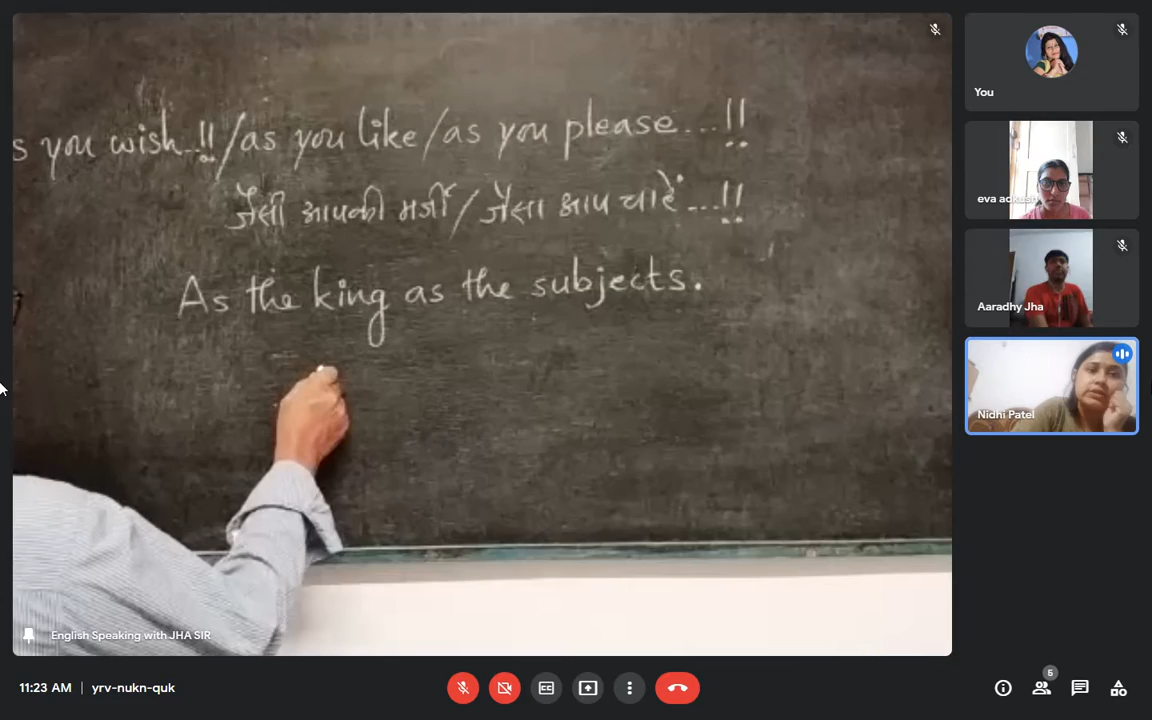 s you wish..!!/as you like/as you please...!!
जैसी आपकी मर्जी/जैसा आप चाहें...!!
As the king as the subjects.
English Speaking with JHA SIR
You
Aaradhy Jha
Nidhi Patel
11:23 AM | yrv-nukn-quk
5